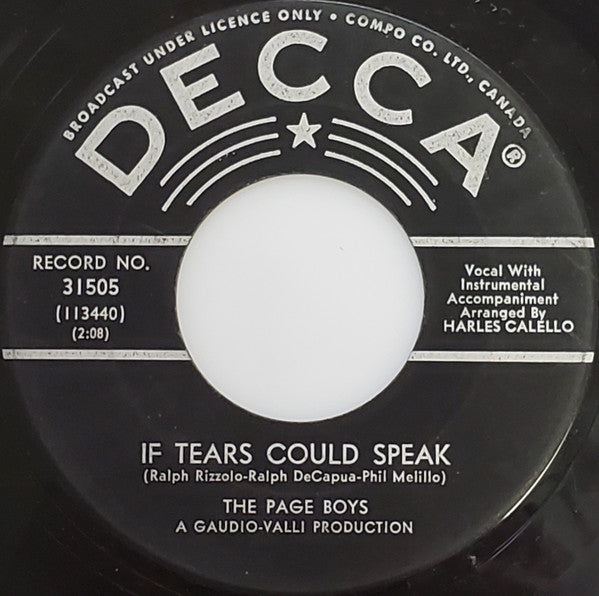 BROADCAST UNDER LICENCE ONLY • COMPO CO. LTD., CANADA
DECCA®
RECORD NO.
31505
(113440)
(2:08)
Vocal With
Instrumental
Accompaniment
Arranged By
HARLES CALELLO
IF TEARS COULD SPEAK
(Ralph Rizzolo-Ralph DeCapua-Phil Melillo)
THE PAGE BOYS
A GAUDIO-VALLI PRODUCTION